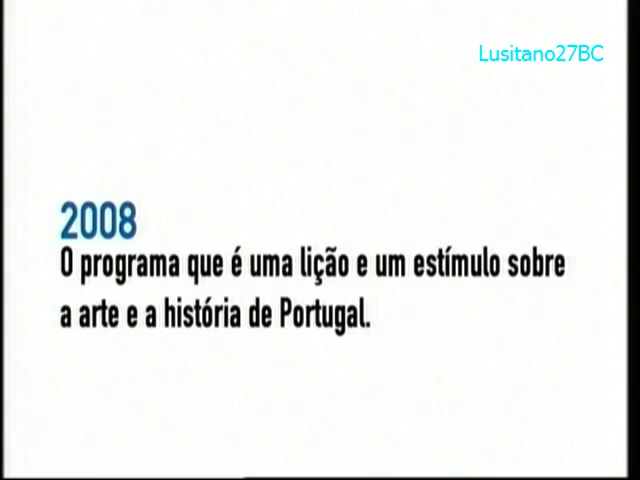 Lusitano27BC
2008
O programa que é uma lição e um estímulo sobre
a arte e a história de Portugal.